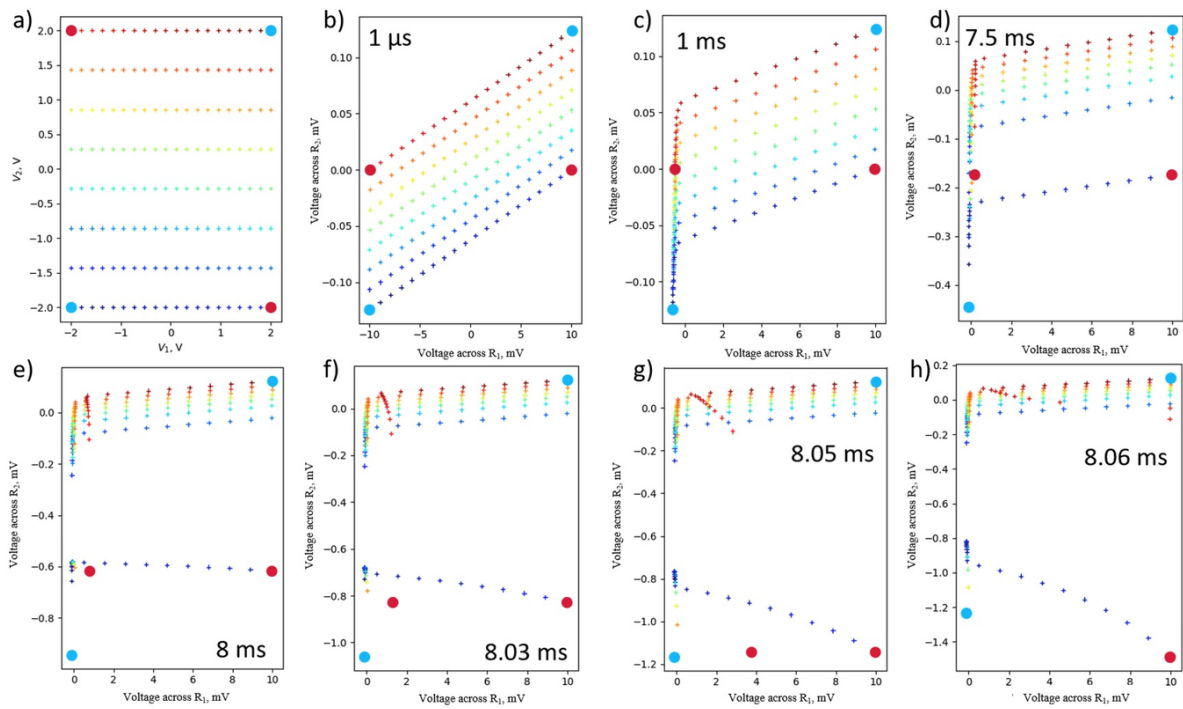 a)
V₂, V
2.0
1.5
1.0
0.5
0.0
−0.5
−1.0
−1.5
−2.0
−2 −1 0 1 2
V₁, V
b)
1 µs
Voltage across R₂, mV
0.10
0.05
0.00
−0.05
−0.10
−10 −5 0 5 10
Voltage across R₁, mV
c)
1 ms
Voltage across R₂, mV
0.10
0.05
0.00
−0.05
−0.10
0 2 4 6 8 10
Voltage across R₁, mV
d)
7.5 ms
Voltage across R₂, mV
0.1
0.0
−0.1
−0.2
−0.3
−0.4
0 2 4 6 8 10
Voltage across R₁, mV
e)
Voltage across R₂, mV
0.0
−0.2
−0.4
−0.6
−0.8
8 ms
0 2 4 6 8 10
Voltage across R₁, mV
f)
Voltage across R₂, mV
0.0
−0.2
−0.4
−0.6
−0.8
−1.0
8.03 ms
0 2 4 6 8 10
Voltage across R₁, mV
g)
Voltage across R₂, mV
0.2
0.0
−0.2
−0.4
−0.6
−0.8
−1.0
−1.2
8.05 ms
0 2 4 6 8 10
Voltage across R₁, mV
h)
Voltage across R₂, mV
0.2
0.0
−0.2
−0.4
−0.6
−0.8
−1.0
−1.2
−1.4
8.06 ms
0 2 4 6 8 10
Voltage across R₁, mV